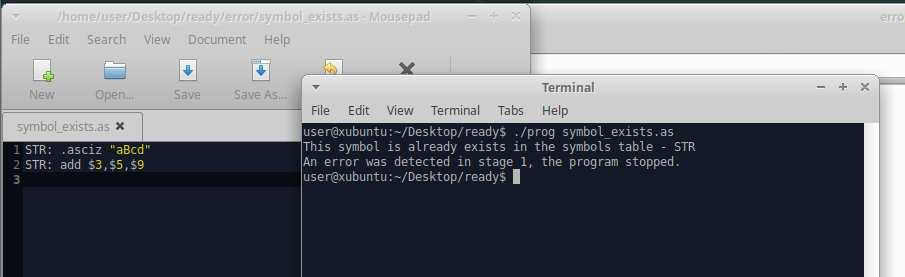 /home/user/Desktop/ready/error/symbol_exists.as - Mousepad
erro
File Edit Search View Document Help
New Open... Save Save As...
symbol_exists.as
1 STR: .asciz "aBcd"
2 STR: add $3,$5,$9
3
Terminal
File Edit View Terminal Tabs Help
user@xubuntu:~/Desktop/ready$ ./prog symbol_exists.as
This symbol is already exists in the symbols table - STR
An error was detected in stage 1, the program stopped.
user@xubuntu:~/Desktop/ready$